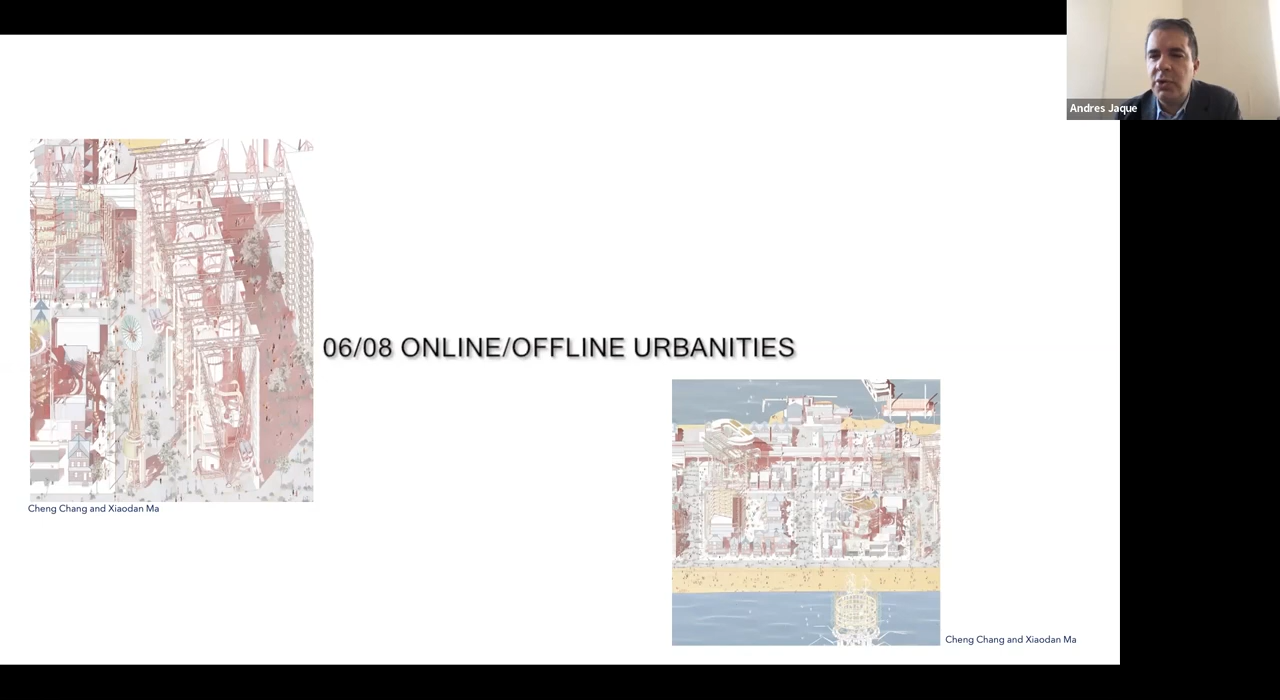 Andres Jaque
06/08 ONLINE/OFFLINE URBANITIES
Cheng Chang and Xiaodan Ma
Cheng Chang and Xiaodan Ma